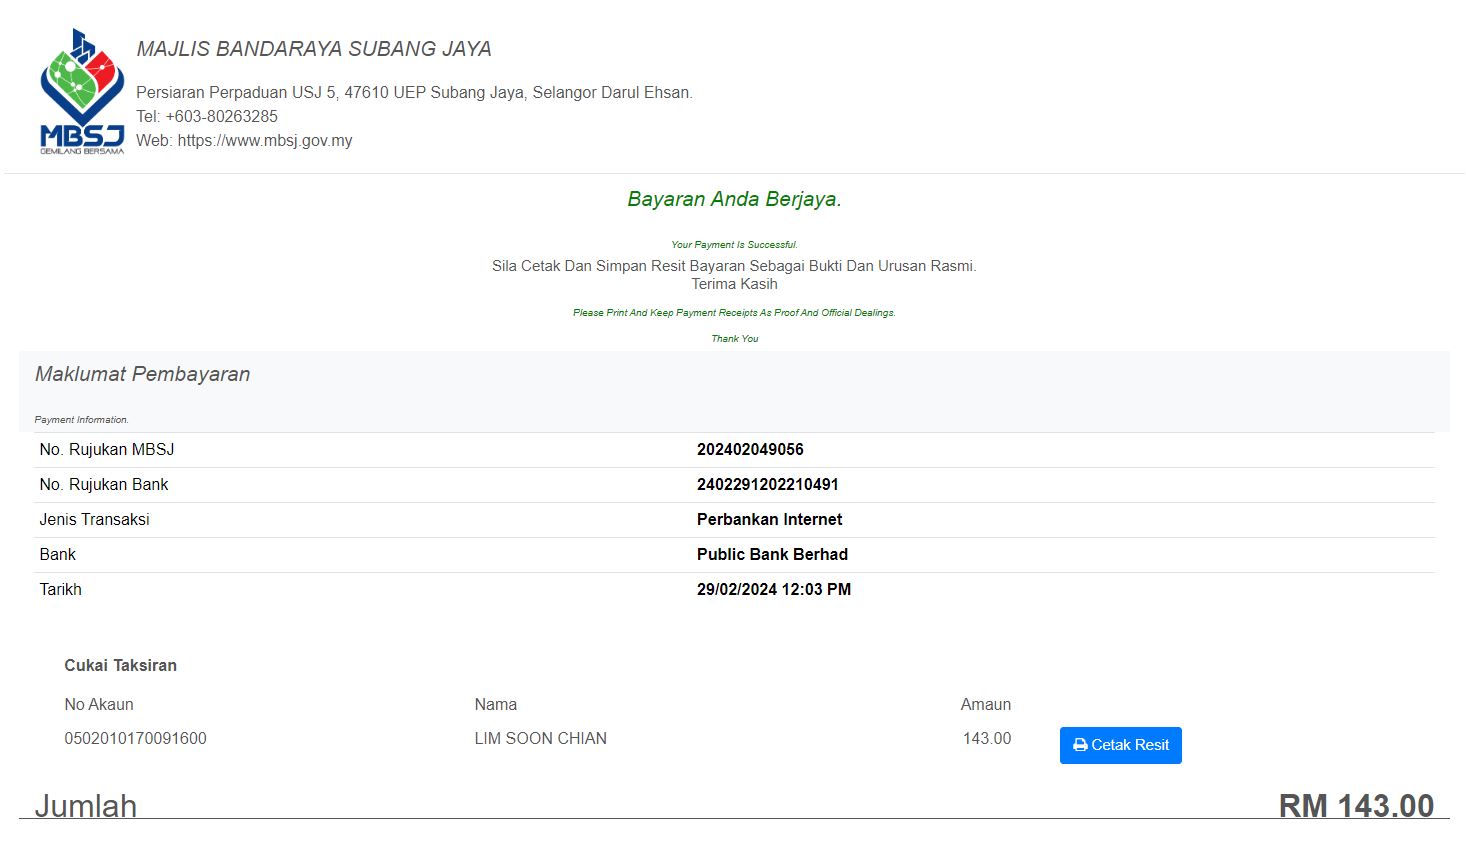 MAJLIS BANDARAYA SUBANG JAYA
Persiaran Perpaduan USJ 5, 47610 UEP Subang Jaya, Selangor Darul Ehsan.
Tel: +603-80263285
Web: https://www.mbsj.gov.my
MBSJ
GEMILANG BERSAMA
Bayaran Anda Berjaya.
Your Payment Is Successful.
Sila Cetak Dan Simpan Resit Bayaran Sebagai Bukti Dan Urusan Rasmi.
Terima Kasih
Please Print And Keep Payment Receipts As Proof And Official Dealings.
Thank You
Maklumat Pembayaran
Payment Information.
No. Rujukan MBSJ 202402049056
No. Rujukan Bank 2402291202210491
Jenis Transaksi Perbankan Internet
Bank Public Bank Berhad
Tarikh 29/02/2024 12:03 PM
Cukai Taksiran
No Akaun Nama Amaun
0502010170091600 LIM SOON CHIAN 143.00 Cetak Resit
Jumlah RM 143.00